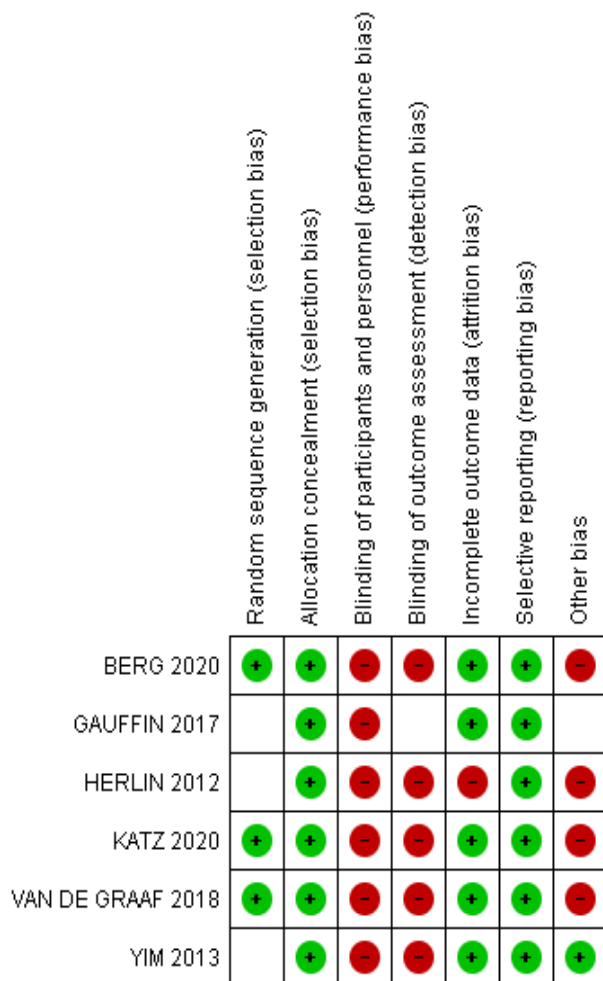 Random sequence generation (selection bias)
Allocation concealment (selection bias)
Blinding of participants and personnel (performance bias)
Blinding of outcome assessment (detection bias)
Incomplete outcome data (attrition bias)
Selective reporting (reporting bias)
Other bias
BERG 2020 + + - - + + -
GAUFFIN 2017 + - + +
HERLIN 2012 + - - - + -
KATZ 2020 + + - - + + -
VAN DE GRAAF 2018 + + - - + + -
YIM 2013 + - - + + +